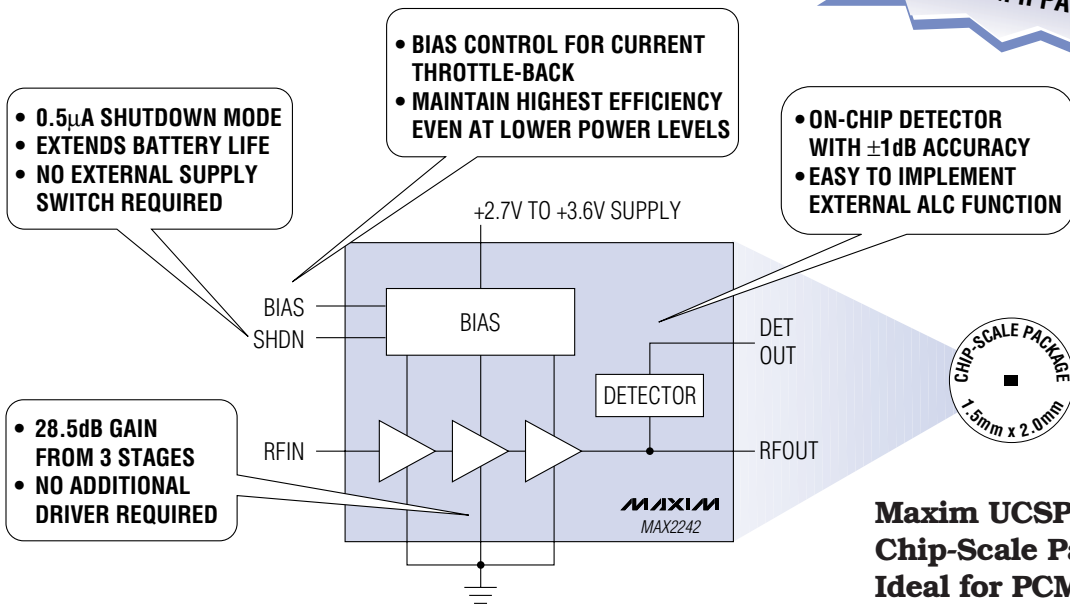 • BIAS CONTROL FOR CURRENT
THROTTLE-BACK
• MAINTAIN HIGHEST EFFICIENCY
EVEN AT LOWER POWER LEVELS
• 0.5μA SHUTDOWN MODE
• EXTENDS BATTERY LIFE
• NO EXTERNAL SUPPLY
SWITCH REQUIRED
• ON-CHIP DETECTOR
WITH ±1dB ACCURACY
• EASY TO IMPLEMENT
EXTERNAL ALC FUNCTION
+2.7V TO +3.6V SUPPLY
BIAS
SHDN
BIAS
DET
OUT
DETECTOR
CHIP-SCALE PACKAGE
1.5mm x 2.0mm
• 28.5dB GAIN
FROM 3 STAGES
• NO ADDITIONAL
DRIVER REQUIRED
RFIN
RFOUT
MAXIM
MAX2242
Maxim UCSP
Chip-Scale Pa
Ideal for PCM